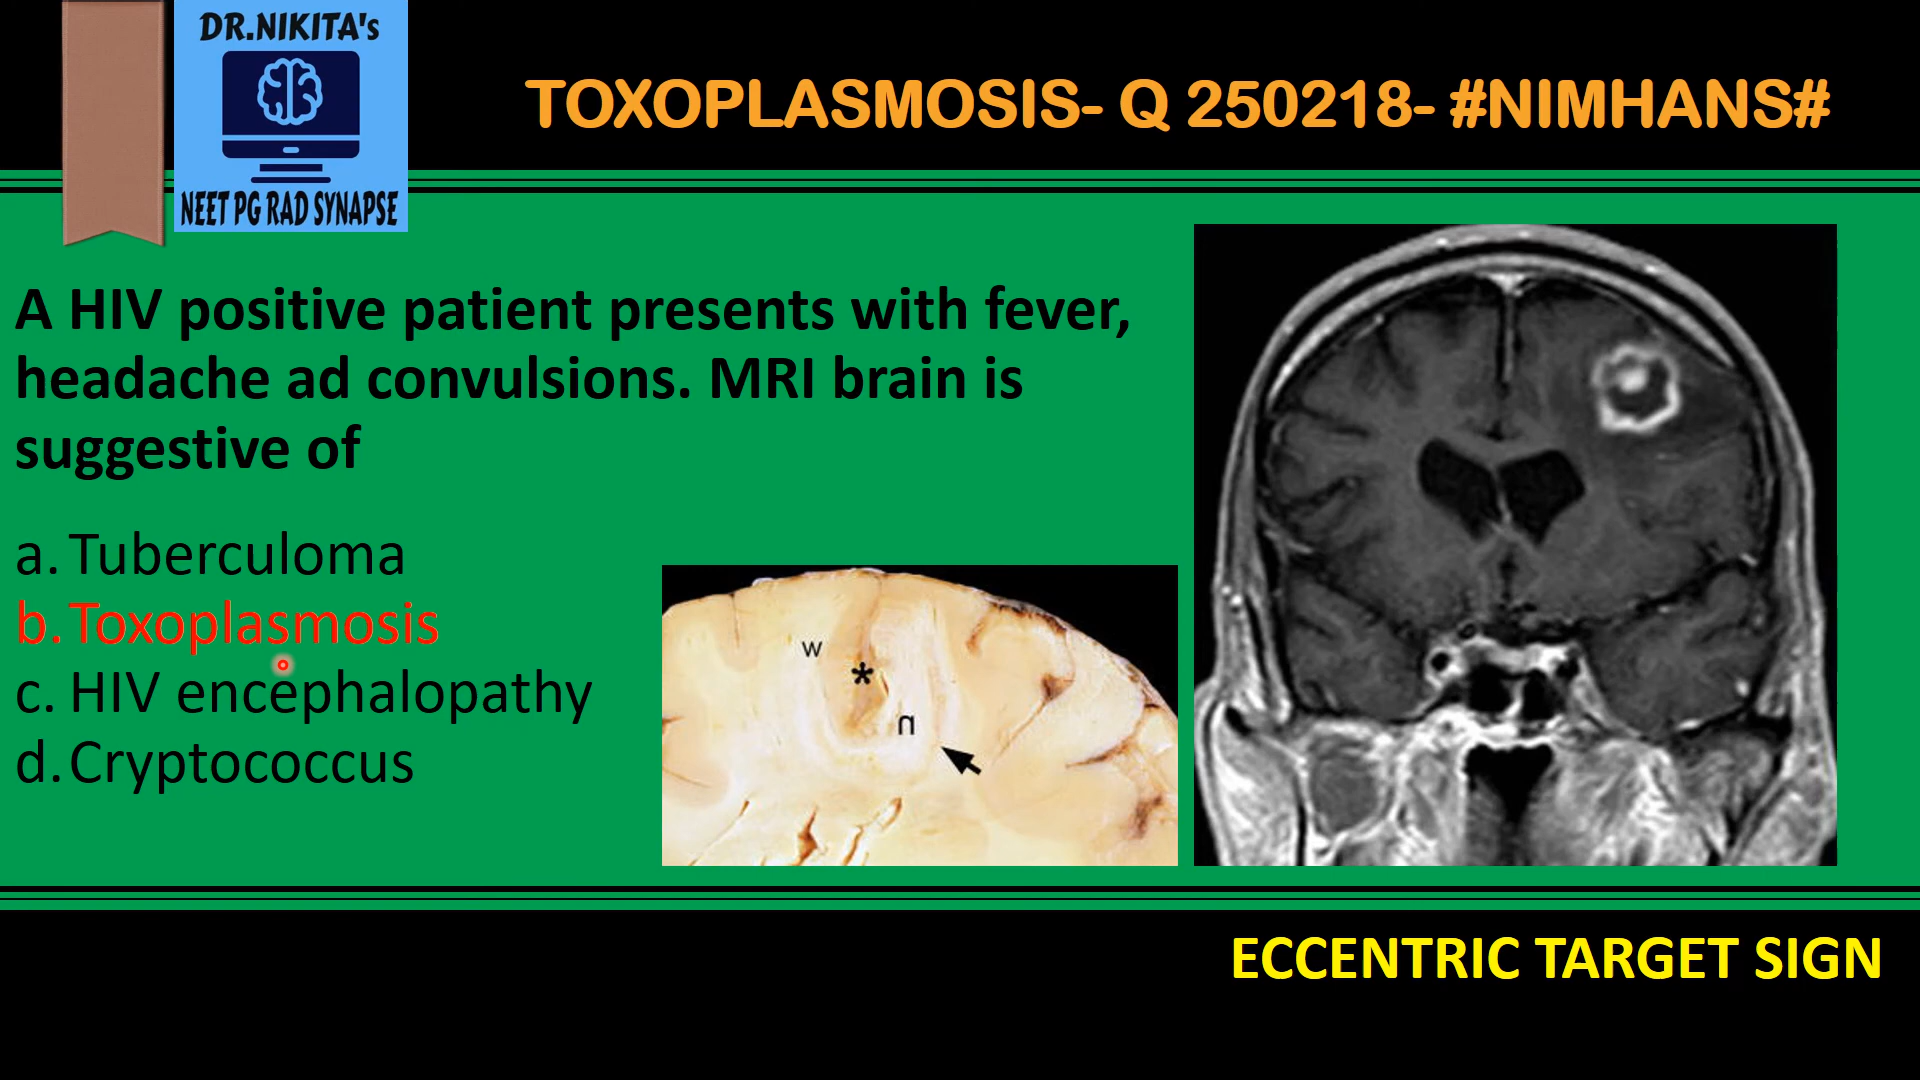 DR.NIKITA's
NEET PG RAD SYNAPSE
TOXOPLASMOSIS- Q 250218- #NIMHANS#
A HIV positive patient presents with fever,
headache ad convulsions. MRI brain is
suggestive of
a. Tuberculoma
b. Toxoplasmosis
c. HIV encephalopathy
d. Cryptococcus
w
*
n
ECCENTRIC TARGET SIGN